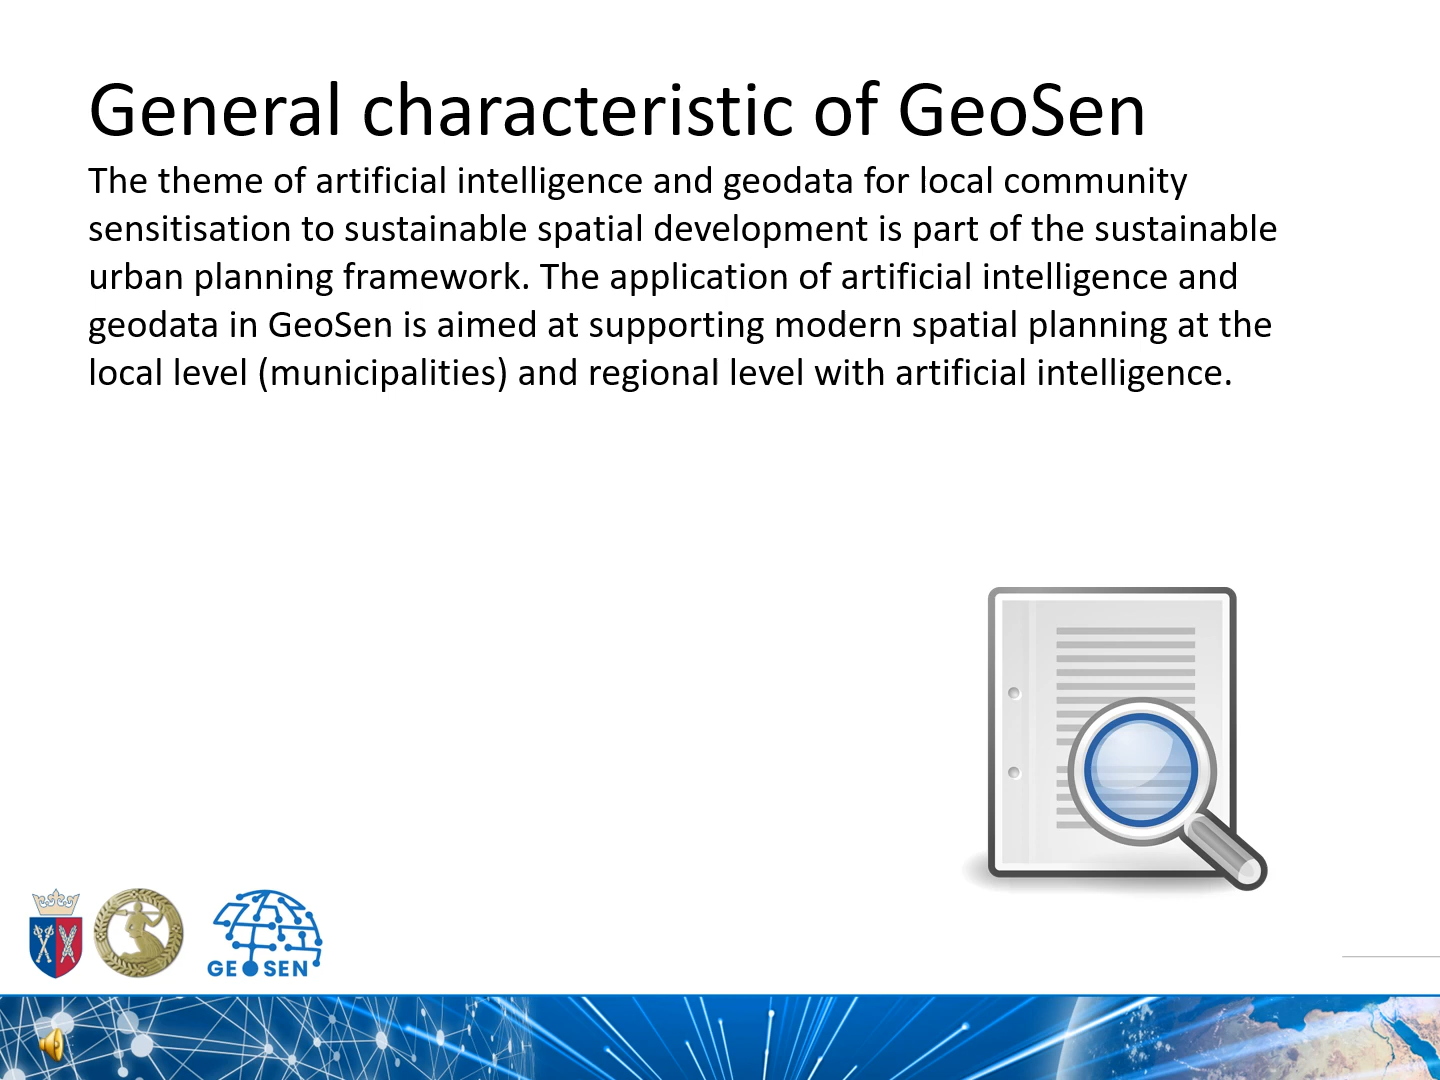 General characteristic of GeoSen
The theme of artificial intelligence and geodata for local community
sensitisation to sustainable spatial development is part of the sustainable
urban planning framework. The application of artificial intelligence and
geodata in GeoSen is aimed at supporting modern spatial planning at the
local level (municipalities) and regional level with artificial intelligence.
GEOSEN